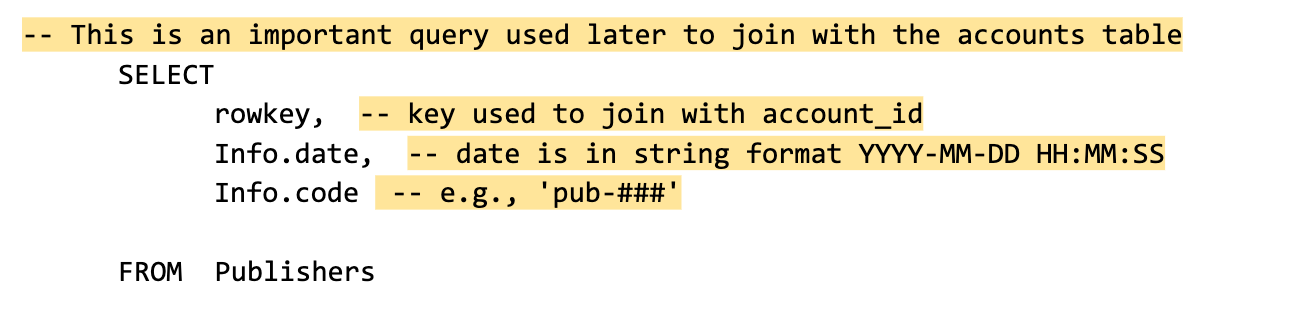 -- This is an important query used later to join with the accounts table
SELECT
rowkey, -- key used to join with account_id
Info.date, -- date is in string format YYYY-MM-DD HH:MM:SS
Info.code -- e.g., 'pub-###'
FROM Publishers